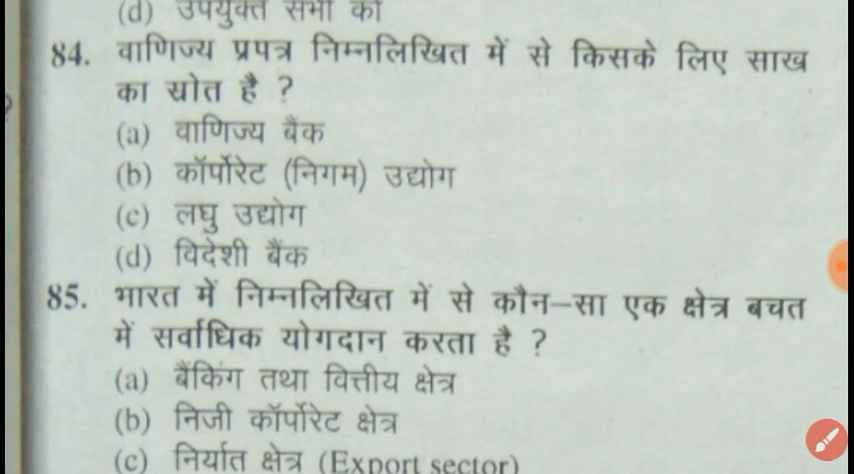 (d) उपयुक्त सभी को
84. वाणिज्य प्रपत्र निम्नलिखित में से किसके लिए साख
का स्रोत है ?
(a) वाणिज्य बैंक
(b) कॉर्पोरेट (निगम) उद्योग
(c) लघु उद्योग
(d) विदेशी बैंक
85. भारत में निम्नलिखित में से कौन-सा एक क्षेत्र बचत
में सर्वाधिक योगदान करता है ?
(a) बैंकिंग तथा वित्तीय क्षेत्र
(b) निजी कॉर्पोरेट क्षेत्र
(c) निर्यात क्षेत्र (Export sector)